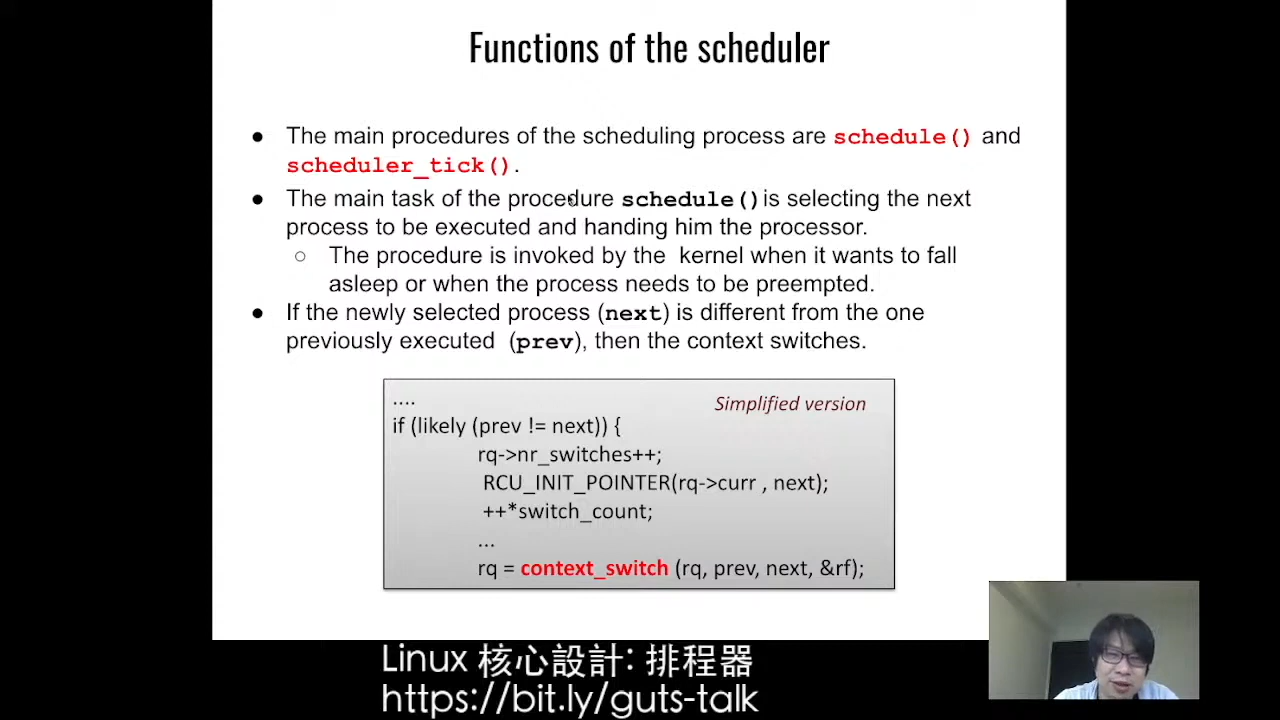 Functions of the scheduler
● The main procedures of the scheduling process are schedule() and
scheduler_tick().
● The main task of the procedure schedule() is selecting the next
process to be executed and handing him the processor.
○ The procedure is invoked by the kernel when it wants to fall
asleep or when the process needs to be preempted.
● If the newly selected process (next) is different from the one
previously executed (prev), then the context switches.
....
Simplified version
if (likely (prev != next)) {
rq->nr_switches++;
RCU_INIT_POINTER(rq->curr , next);
++*switch_count;
...
rq = context_switch (rq, prev, next, &rf);
Linux 核心設計: 排程器
https://bit.ly/guts-talk